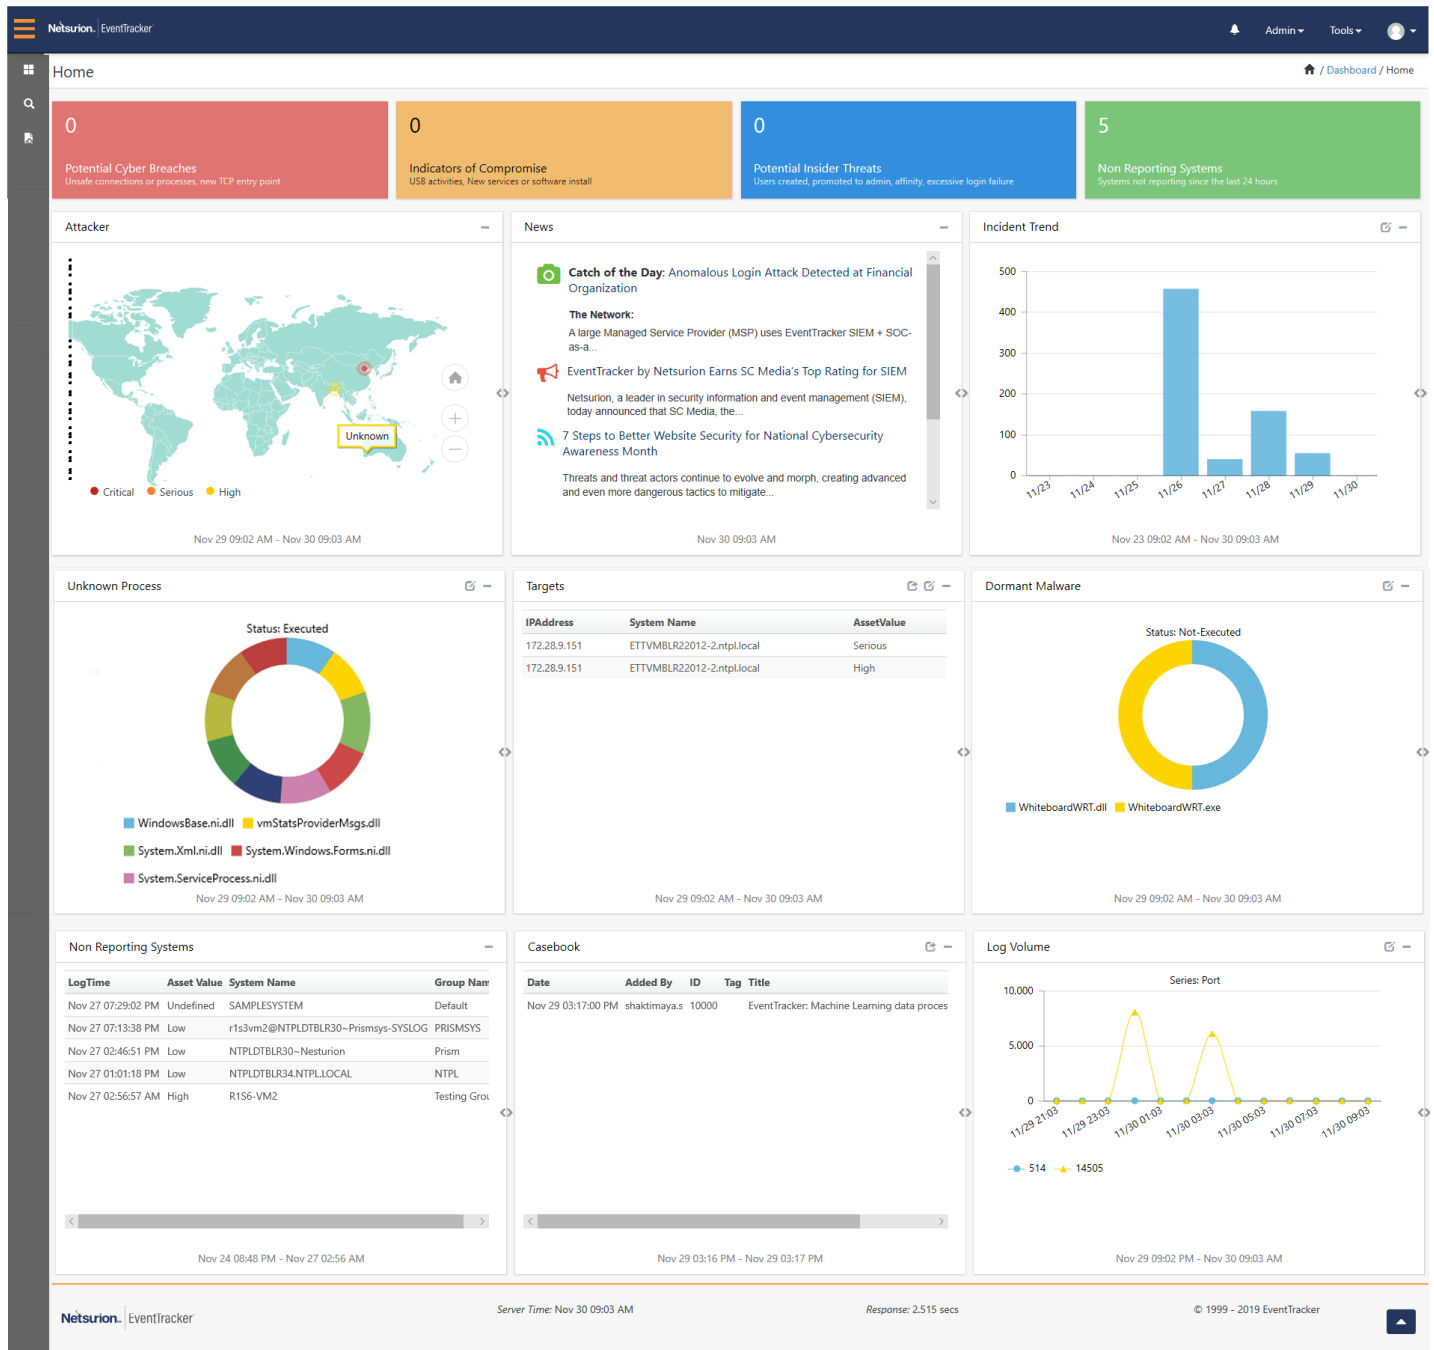 Netsurion. EventTracker
Admin
Tools
Home
/ Dashboard / Home
0
Potential Cyber Breaches
Unsafe connections or processes, new TCP entry point
0
Indicators of Compromise
USB activities, New services or software install
0
Potential Insider Threats
Users created, promoted to admin, affinity, excessive login failure
5
Non Reporting Systems
Systems not reporting since the last 24 hours
Attacker
Unknown
Critical Serious High
Nov 29 09:02 AM - Nov 30 09:03 AM
News
Catch of the Day: Anomalous Login Attack Detected at Financial
Organization
The Network:
A large Managed Service Provider (MSP) uses EventTracker SIEM + SOC-
as-a...
EventTracker by Netsurion Earns SC Media's Top Rating for SIEM
Netsurion, a leader in security information and event management (SIEM),
today announced that SC Media, the...
7 Steps to Better Website Security for National Cybersecurity
Awareness Month
Threats and threat actors continue to evolve and morph, creating advanced
and even more dangerous tactics to mitigate...
Nov 30 09:03 AM
Incident Trend
500
400
300
200
100
0
11/23 11/24 11/25 11/26 11/27 11/28 11/29 11/30
Nov 23 09:02 AM - Nov 30 09:03 AM
Unknown Process
Status: Executed
WindowsBase.ni.dll vmStatsProviderMsgs.dll
System.Xml.ni.dll System.Windows.Forms.ni.dll
System.ServiceProcess.ni.dll
Nov 29 09:02 AM - Nov 30 09:03 AM
Targets
IPAddress System Name AssetValue
172.28.9.151 ETTVMBLR22012-2.ntpl.local Serious
172.28.9.151 ETTVMBLR22012-2.ntpl.local High
Nov 29 09:02 AM - Nov 30 09:03 AM
Dormant Malware
Status: Not-Executed
WhiteboardWRT.dll WhiteboardWRT.exe
Nov 29 09:02 AM - Nov 30 09:03 AM
Non Reporting Systems
LogTime Asset Value System Name Group Nam
Nov 27 07:29:02 PM Undefined SAMPLESYSTEM Default
Nov 27 07:13:38 PM Low r1s3vm2@NTPLDTBLR30~Prismsys-SYSLOG PRISMSYS
Nov 27 02:46:51 PM Low NTPLDTBLR30~Nesturion Prism
Nov 27 01:01:18 PM Low NTPLDTBLR34.NTPL.LOCAL NTPL
Nov 27 02:56:57 AM High R1S6-VM2 Testing Grou
Nov 24 08:48 PM - Nov 27 02:56 AM
Casebook
Date Added By ID Tag Title
Nov 29 03:17:00 PM shaktimaya.s 10000 EventTracker: Machine Learning data proces
Nov 29 03:16 PM - Nov 29 03:17 PM
Log Volume
Series: Port
10,000
5,000
0
11/29 21:03 11/29 23:03 11/30 01:03 11/30 03:03 11/30 05:03 11/30 07:03 11/30 09:03
514 14505
Nov 29 09:02 PM - Nov 30 09:03 AM
Netsurion. EventTracker
Server Time: Nov 30 09:03 AM
Response: 2.515 secs
© 1999 - 2019 EventTracker